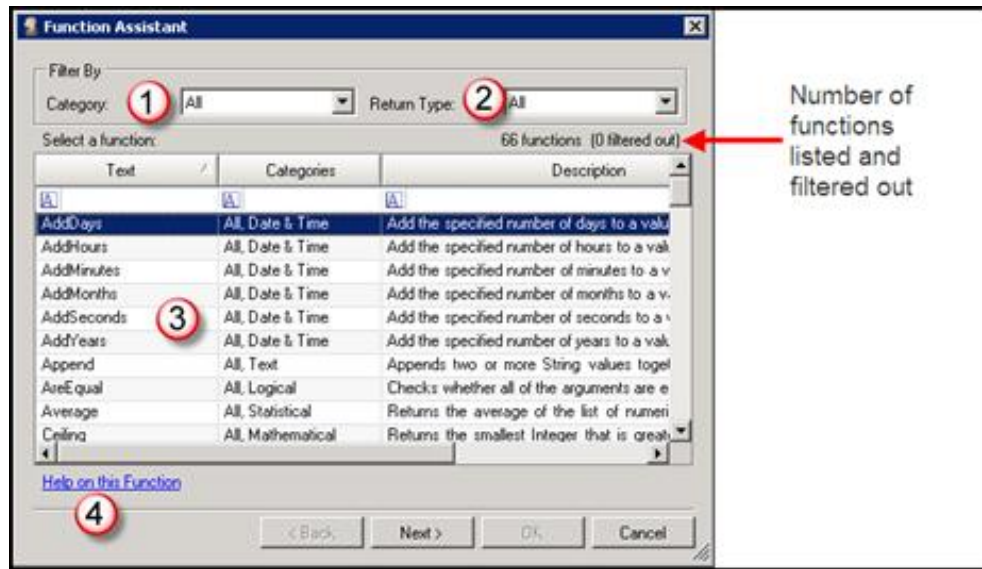 Function Assistant
Filter By
Category: 1 All Return Type: 2 All
Select a function: 66 functions (0 filtered out)
Number of
functions
listed and
filtered out
Text Categories Description
A A A
AddDays All, Date & Time Add the specified number of days to a valu
AddHours All, Date & Time Add the specified number of hours to a val
AddMinutes All, Date & Time Add the specified number of minutes to a v
AddMonths All, Date & Time Add the specified number of months to a v
AddSeconds All, Date & Time Add the specified number of seconds to a v
3
AddYears All, Date & Time Add the specified number of years to a valu
Append All, Text Appends two or more String values toget
AreEqual All, Logical Checks whether all of the arguments are e
Average All, Statistical Returns the average of the list of numeri
Ceiling All, Mathematical Returns the smallest Integer that is great
Help on this Function
4
< Back Next > OK Cancel